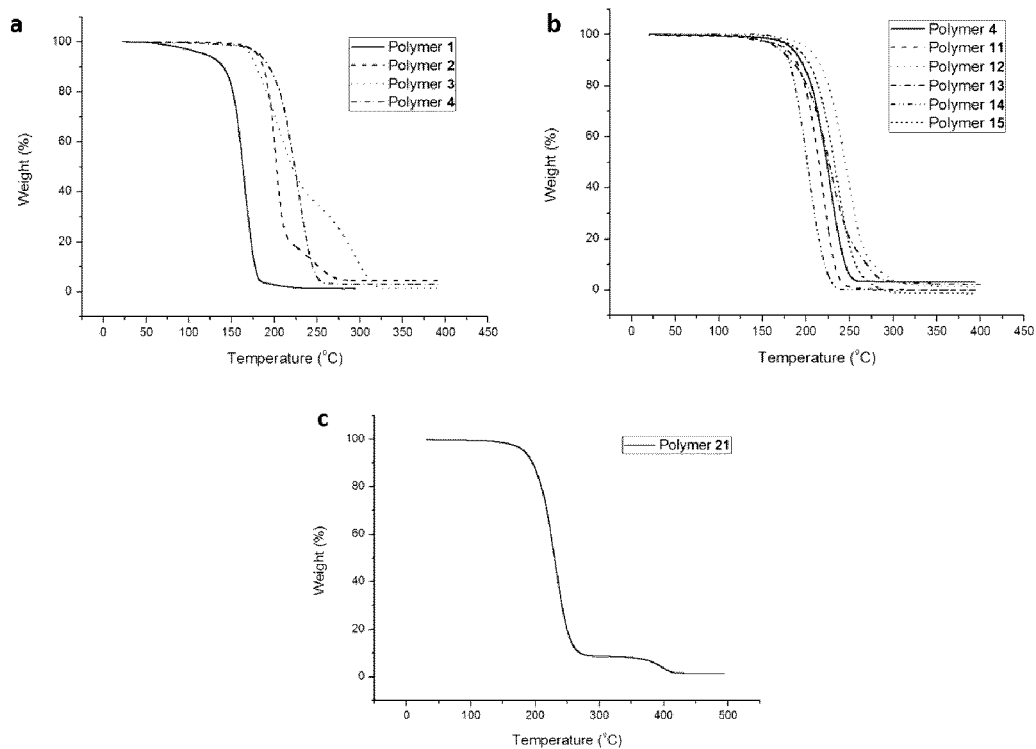 a
Weight (%)
100
80
60
40
20
0
0 50 100 150 200 250 300 350 400 450
Temperature (°C)
Polymer 1
Polymer 2
Polymer 3
Polymer 4
b
Weight (%)
100
80
60
40
20
0
0 50 100 150 200 250 300 350 400 450
Temperature (°C)
Polymer 4
Polymer 11
Polymer 12
Polymer 13
Polymer 14
Polymer 15
c
Weight (%)
100
80
60
40
20
0
0 100 200 300 400 500
Temperature (°C)
Polymer 21